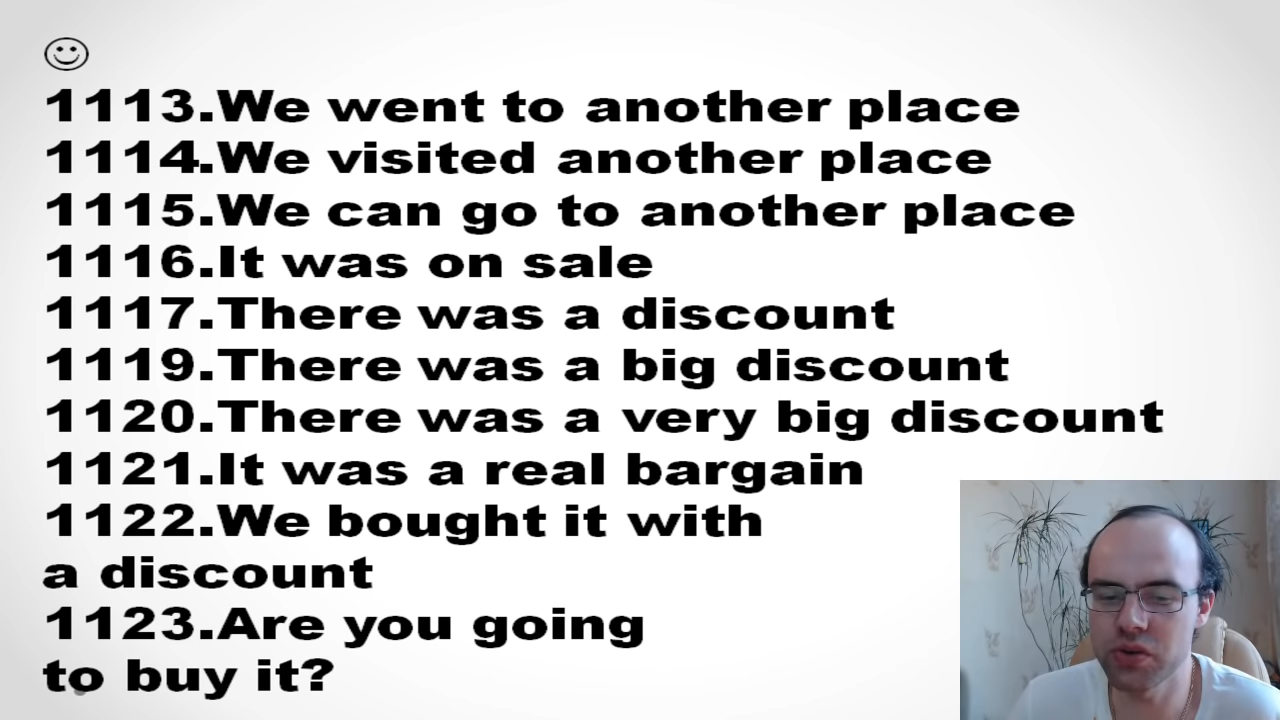 1113.We went to another place
1114.We visited another place
1115.We can go to another place
1116.It was on sale
1117.There was a discount
1119.There was a big discount
1120.There was a very big discount
1121.It was a real bargain
1122.We bought it with
a discount
1123.Are you going
to buy it?